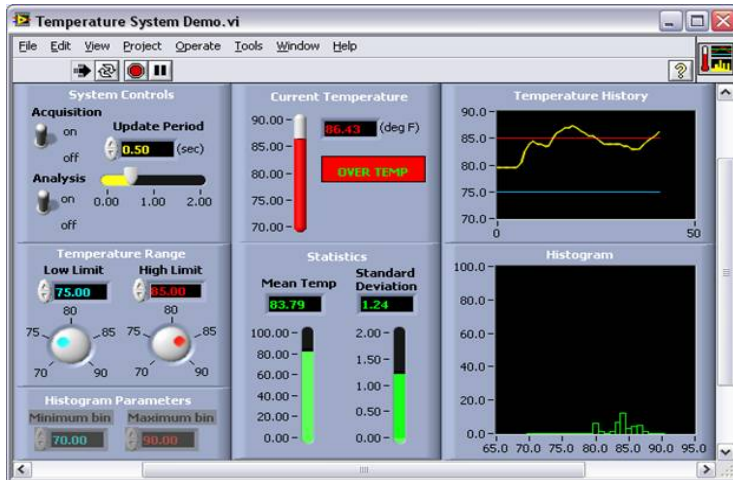 Temperature System Demo.vi
File Edit View Project Operate Tools Window Help
System Controls
Acquisition
on
off
Update Period
0.50 (sec)
Analysis
on
off
0.00 1.00 2.00
Current Temperature
90.00
85.00
80.00
75.00
70.00
86.43 (deg F)
OVER TEMP
Temperature History
90.0
85.0
80.0
75.0
70.0
0 50
Temperature Range
Low Limit High Limit
75.00 85.00
80 80
75 85 75 85
70 90 70 90
Histogram Parameters
Minimum bin Maximum bin
70.00 90.00
Statistics
Mean Temp Standard
Deviation
83.79 1.24
100.00 2.00
80.00 1.50
60.00 1.00
40.00 0.50
20.00 0.00
0.00
Histogram
100.0
80.0
60.0
40.0
20.0
0.0
65.0 70.0 75.0 80.0 85.0 90.0 95.0